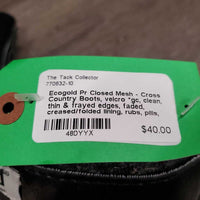 The Tack Collector
770632-10
Ecogold Pr Closed Mesh - Cross
Country Boots, velcro *gc, clean,
thin & frayed edges, faded,
creased/folded lining, rubs, pills,
48DYYX
$40.00